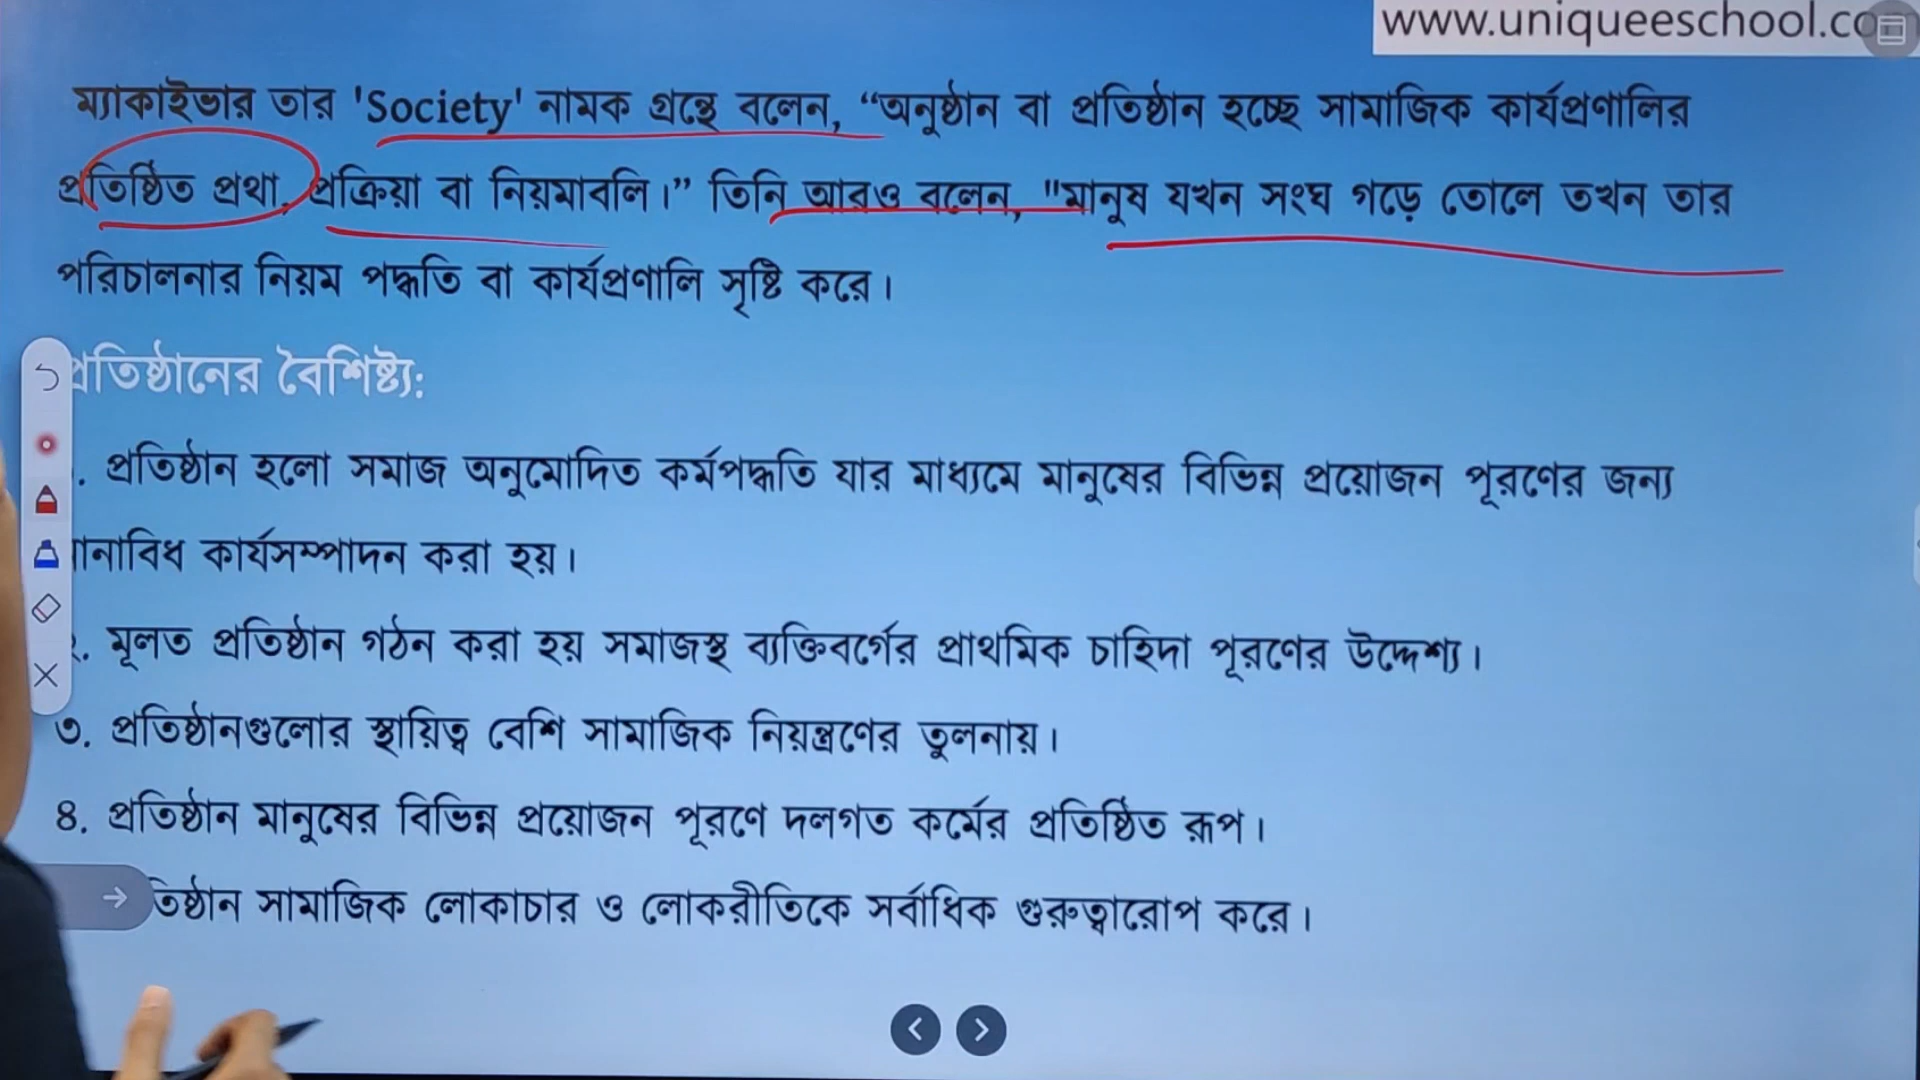 www.uniqueeschool.co
ম্যাকাইভার তার 'Society' নামক গ্রন্থে বলেন, “অনুষ্ঠান বা প্রতিষ্ঠান হচ্ছে সামাজিক কার্যপ্রণালির
প্রতিষ্ঠিত প্রথা, প্রক্রিয়া বা নিয়মাবলি।” তিনি আরও বলেন, "মানুষ যখন সংঘ গড়ে তোলে তখন তার
পরিচালনার নিয়ম পদ্ধতি বা কার্যপ্রণালি সৃষ্টি করে।
প্রতিষ্ঠানের বৈশিষ্ট্য:
. প্রতিষ্ঠান হলো সমাজ অনুমোদিত কর্মপদ্ধতি যার মাধ্যমে মানুষের বিভিন্ন প্রয়োজন পূরণের জন্য
নানাবিধ কার্যসম্পাদন করা হয়।
২. মূলত প্রতিষ্ঠান গঠন করা হয় সমাজস্থ ব্যক্তিবর্গের প্রাথমিক চাহিদা পূরণের উদ্দেশ্য।
৩. প্রতিষ্ঠানগুলোর স্থায়িত্ব বেশি সামাজিক নিয়ন্ত্রণের তুলনায়।
৪. প্রতিষ্ঠান মানুষের বিভিন্ন প্রয়োজন পূরণে দলগত কর্মের প্রতিষ্ঠিত রূপ।
তিষ্ঠান সামাজিক লোকাচার ও লোকরীতিকে সর্বাধিক গুরুত্বারোপ করে।